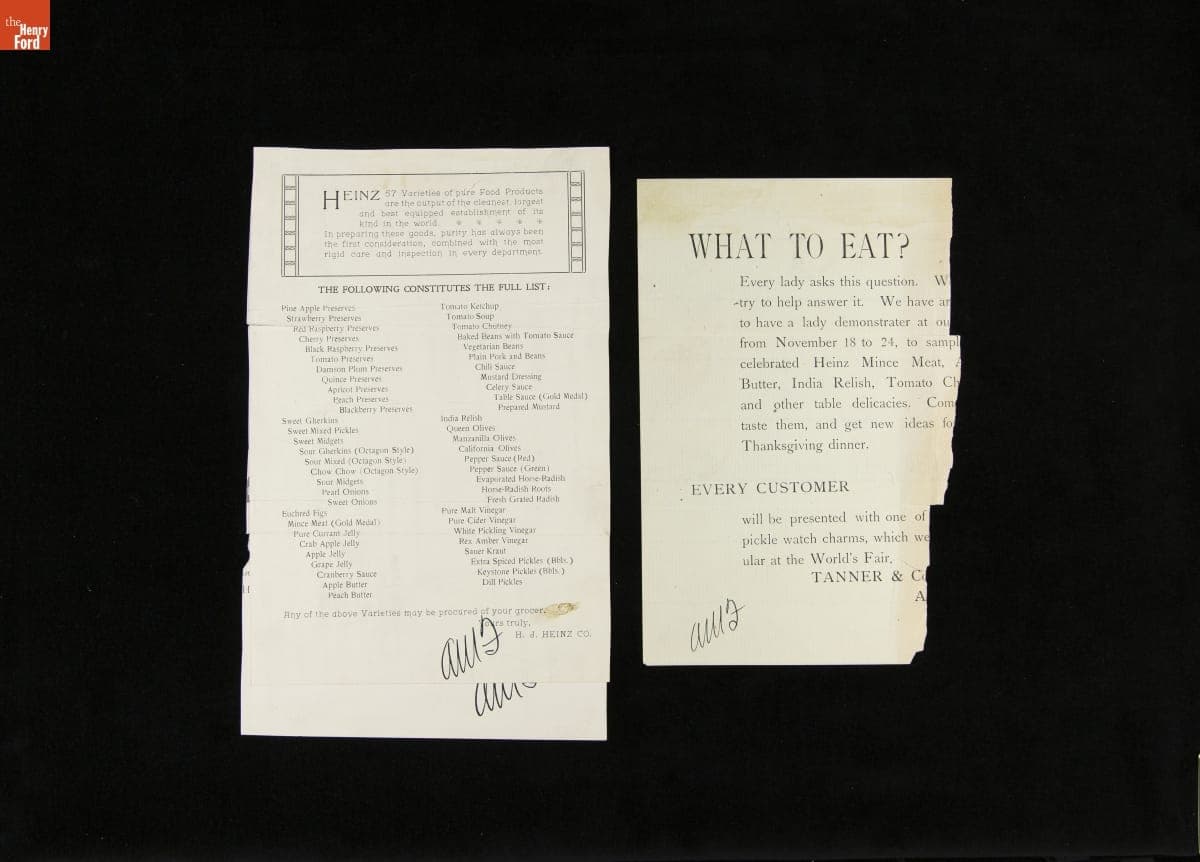 the
Henry
Ford
HEINZ 57 Varieties of pure Food Products
are the output of the cleanest, largest
and best equipped establishment of its
kind in the world. * * * * *
In preparing these goods, purity has always been
the first consideration, combined with the most
rigid care and inspection in every department.
THE FOLLOWING CONSTITUTES THE FULL LIST:
Pine Apple Preserves
Strawberry Preserves
Red Raspberry Preserves
Cherry Preserves
Black Raspberry Preserves
Tomato Preserves
Damson Plum Preserves
Quince Preserves
Apricot Preserves
Peach Preserves
Blackberry Preserves
Sweet Gherkins
Sweet Mixed Pickles
Sweet Midgets
Sour Gherkins (Octagon Style)
Sour Mixed (Octagon Style)
Chow Chow (Octagon Style)
Sour Midgets
Pearl Onions
Sweet Onions
Euchred Figs
Mince Meat (Gold Medal)
Pure Currant Jelly
Crab Apple Jelly
Apple Jelly
Grape Jelly
Cranberry Sauce
Apple Butter
Peach Butter
Tomato Ketchup
Tomato Soup
Tomato Chutney
Baked Beans with Tomato Sauce
Vegetarian Beans
Plain Pork and Beans
Chili Sauce
Mustard Dressing
Celery Sauce
Table Sauce (Gold Medal)
Prepared Mustard
India Relish
Queen Olives
Manzanilla Olives
California Olives
Pepper Sauce (Red)
Pepper Sauce (Green)
Evaporated Horse-Radish
Horse-Radish Roots
Fresh Grated Radish
Pure Malt Vinegar
Pure Cider Vinegar
White Pickling Vinegar
Rex Amber Vinegar
Sauer Kraut
Extra Spiced Pickles (Bbls.)
Keystone Pickles (Bbls.)
Dill Pickles
Any of the above Varieties may be procured of your grocer.
Yours truly,
H. J. HEINZ CO.
WHAT TO EAT?
Every lady asks this question. W
try to help answer it. We have ar
to have a lady demonstrater at ou
from November 18 to 24, to sampl
celebrated Heinz Mince Meat, A
Butter, India Relish, Tomato Ch
and other table delicacies. Com
taste them, and get new ideas fo
Thanksgiving dinner.
EVERY CUSTOMER
will be presented with one of
pickle watch charms, which we
ular at the World's Fair.
TANNER & Co
A